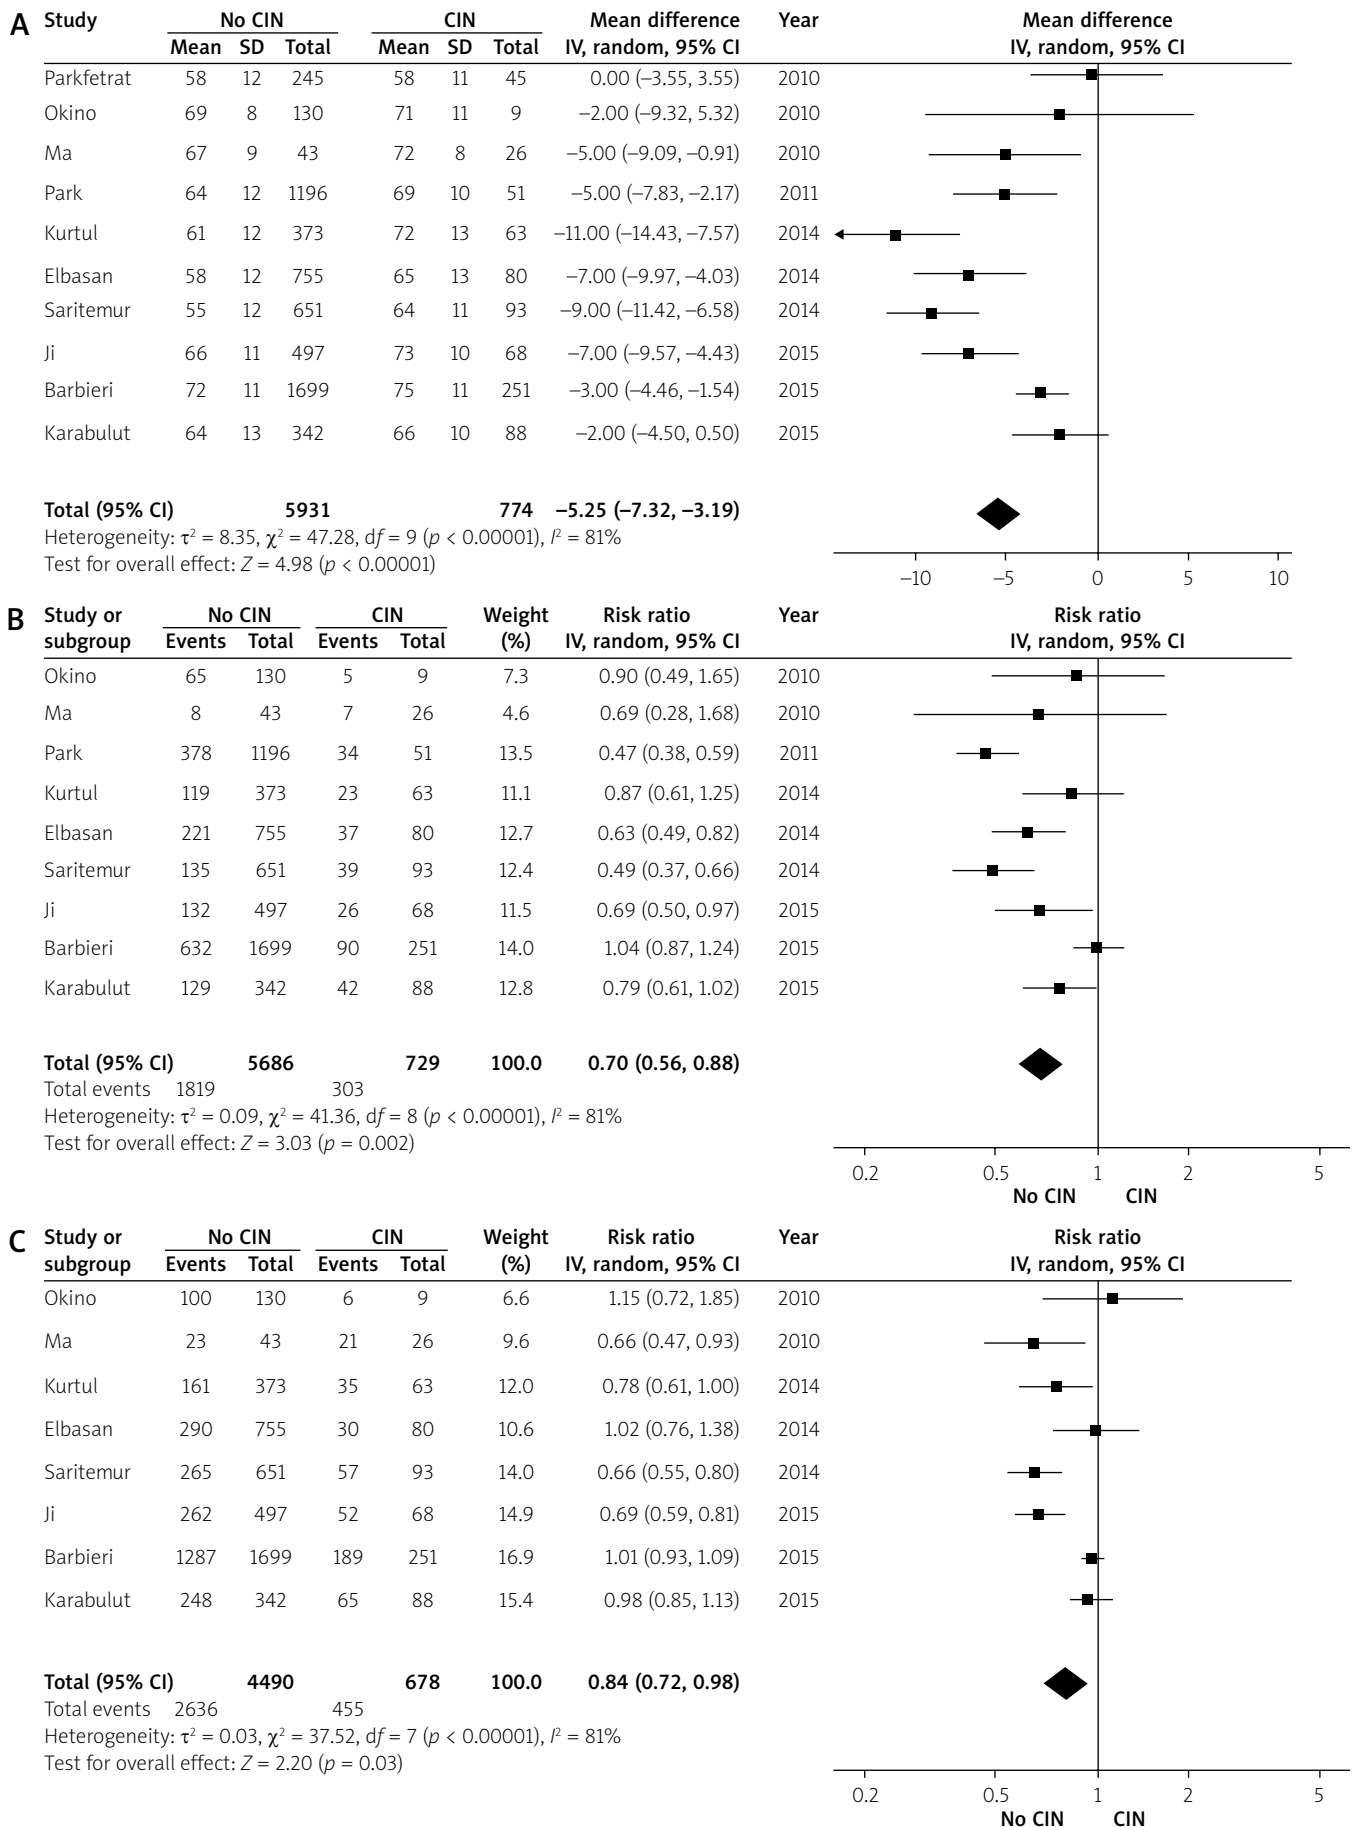 A Study No CIN CIN Mean difference Year Mean difference
Mean SD Total Mean SD Total IV, random, 95% CI IV, random, 95% CI
Parkfetrat 58 12 245 58 11 45 0.00 (–3.55, 3.55) 2010
Okino 69 8 130 71 11 9 –2.00 (–9.32, 5.32) 2010
Ma 67 9 43 72 8 26 –5.00 (–9.09, –0.91) 2010
Park 64 12 1196 69 10 51 –5.00 (–7.83, –2.17) 2011
Kurtul 61 12 373 72 13 63 –11.00 (–14.43, –7.57) 2014
Elbasan 58 12 755 65 13 80 –7.00 (–9.97, –4.03) 2014
Saritemur 55 12 651 64 11 93 –9.00 (–11.42, –6.58) 2014
Ji 66 11 497 73 10 68 –7.00 (–9.57, –4.43) 2015
Barbieri 72 11 1699 75 11 251 –3.00 (–4.46, –1.54) 2015
Karabulut 64 13 342 66 10 88 –2.00 (–4.50, 0.50) 2015
Total (95% CI) 5931 774 –5.25 (–7.32, –3.19)
Heterogeneity: τ² = 8.35, χ² = 47.28, df = 9 (p < 0.00001), I² = 81%
Test for overall effect: Z = 4.98 (p < 0.00001)
–10 –5 0 5 10
B Study or No CIN CIN Weight Risk ratio Year Risk ratio
subgroup Events Total Events Total (%) IV, random, 95% CI IV, random, 95% CI
Okino 65 130 5 9 7.3 0.90 (0.49, 1.65) 2010
Ma 8 43 7 26 4.6 0.69 (0.28, 1.68) 2010
Park 378 1196 34 51 13.5 0.47 (0.38, 0.59) 2011
Kurtul 119 373 23 63 11.1 0.87 (0.61, 1.25) 2014
Elbasan 221 755 37 80 12.7 0.63 (0.49, 0.82) 2014
Saritemur 135 651 39 93 12.4 0.49 (0.37, 0.66) 2014
Ji 132 497 26 68 11.5 0.69 (0.50, 0.97) 2015
Barbieri 632 1699 90 251 14.0 1.04 (0.87, 1.24) 2015
Karabulut 129 342 42 88 12.8 0.79 (0.61, 1.02) 2015
Total (95% CI) 5686 729 100.0 0.70 (0.56, 0.88)
Total events 1819 303
Heterogeneity: τ² = 0.09, χ² = 41.36, df = 8 (p < 0.00001), I² = 81%
Test for overall effect: Z = 3.03 (p = 0.002)
0.2 0.5 1 2 5
No CIN CIN
C Study or No CIN CIN Weight Risk ratio Year Risk ratio
subgroup Events Total Events Total (%) IV, random, 95% CI IV, random, 95% CI
Okino 100 130 6 9 6.6 1.15 (0.72, 1.85) 2010
Ma 23 43 21 26 9.6 0.66 (0.47, 0.93) 2010
Kurtul 161 373 35 63 12.0 0.78 (0.61, 1.00) 2014
Elbasan 290 755 30 80 10.6 1.02 (0.76, 1.38) 2014
Saritemur 265 651 57 93 14.0 0.66 (0.55, 0.80) 2014
Ji 262 497 52 68 14.9 0.69 (0.59, 0.81) 2015
Barbieri 1287 1699 189 251 16.9 1.01 (0.93, 1.09) 2015
Karabulut 248 342 65 88 15.4 0.98 (0.85, 1.13) 2015
Total (95% CI) 4490 678 100.0 0.84 (0.72, 0.98)
Total events 2636 455
Heterogeneity: τ² = 0.03, χ² = 37.52, df = 7 (p < 0.00001), I² = 81%
Test for overall effect: Z = 2.20 (p = 0.03)
0.2 0.5 1 2 5
No CIN CIN